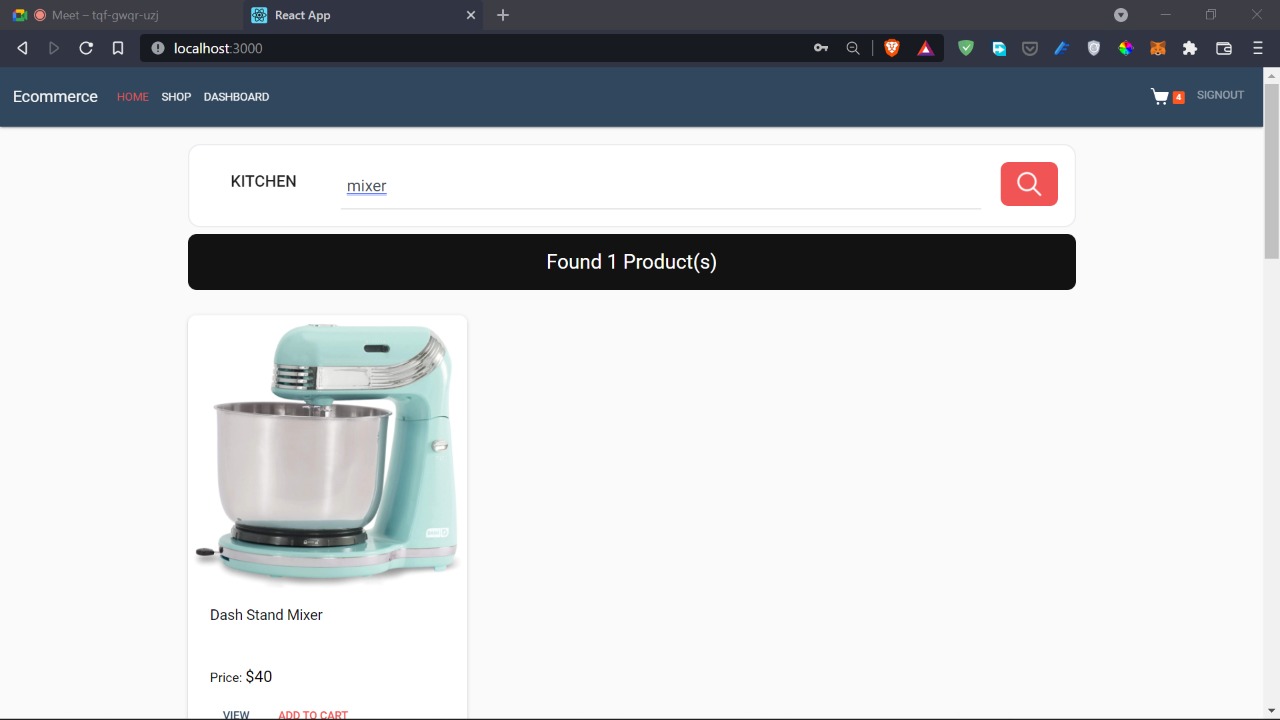 Meet – tqf-gwqr-uzj
React App
localhost:3000
Ecommerce HOME SHOP DASHBOARD 4 SIGNOUT
KITCHEN mixer
Found 1 Product(s)
Dash Stand Mixer
Price: $40
VIEW ADD TO CART